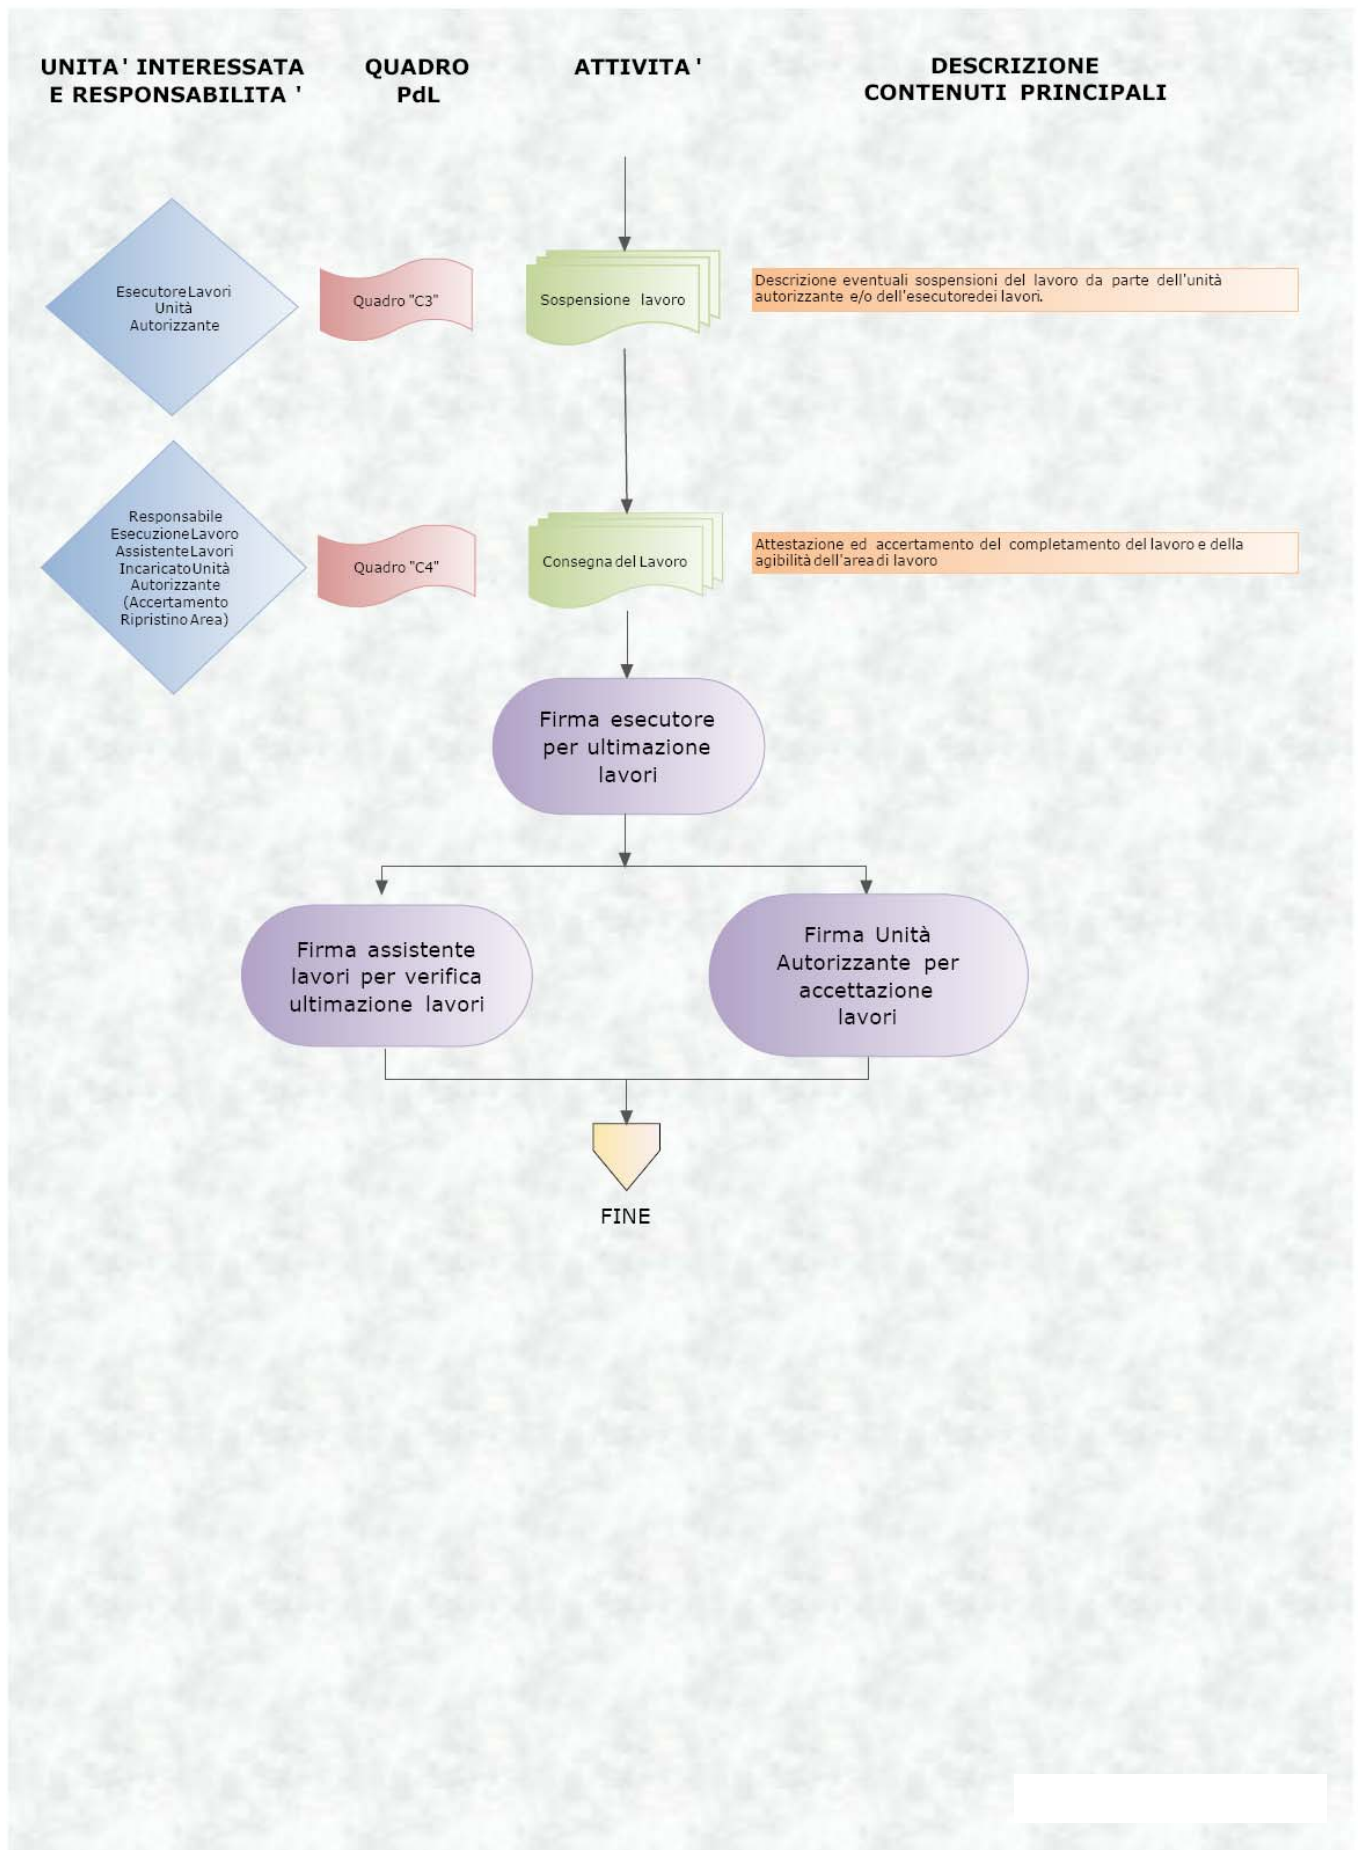 UNITA' INTERESSATA
E RESPONSABILITA'
QUADRO
PdL
ATTIVITA'
DESCRIZIONE
CONTENUTI PRINCIPALI
Esecutore Lavori
Unità
Autorizzante
Quadro "C3"
Sospensione lavoro
Descrizione eventuali sospensioni del lavoro da parte dell'unità
autorizzante e/o dell'esecutore dei lavori.
Responsabile
Esecuzione Lavoro
Assistente Lavori
Incaricato Unità
Autorizzante
(Accertamento
Ripristino Area)
Quadro "C4"
Consegna del Lavoro
Attestazione ed accertamento del completamento del lavoro e della
agibilità dell'area di lavoro
Firma esecutore
per ultimazione
lavori
Firma assistente
lavori per verifica
ultimazione lavori
Firma Unità
Autorizzante per
accettazione
lavori
FINE